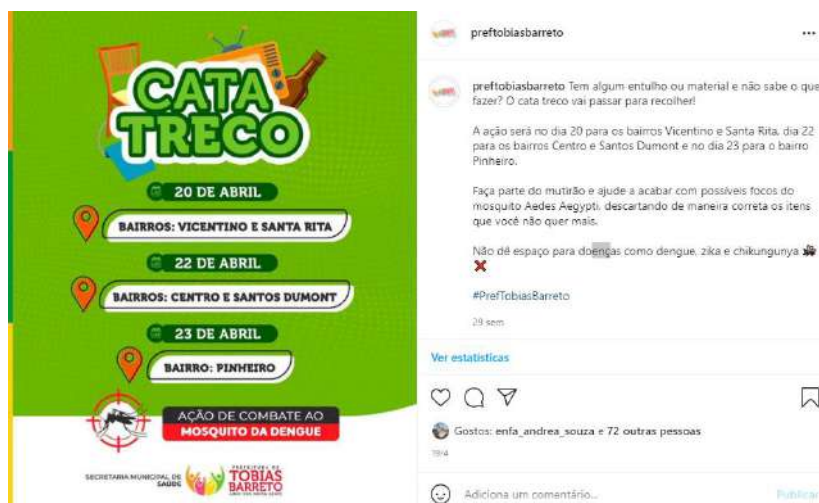 CATA
TRECO
20 DE ABRIL
BAIRROS: VICENTINO E SANTA RITA
22 DE ABRIL
BAIRROS: CENTRO E SANTOS DUMONT
23 DE ABRIL
BAIRRO: PINHEIRO
AÇÃO DE COMBATE AO
MOSQUITO DA DENGUE
SECRETARIA MUNICIPAL DE
SAÚDE
PREFEITURA DE
TOBIAS
BARRETO
preftobiasbarreto
preftobiasbarreto Tem algum entulho ou material e não sabe o que
fazer? O cata treco vai passar para recolher!
A ação será no dia 20 para os bairros Vicentino e Santa Rita, dia 22
para os bairros Centro e Santos Dumont e no dia 23 para o bairro
Pinheiro.
Faça parte do mutirão e ajude a acabar com possíveis focos do
mosquito Aedes Aegypti, descartando de maneira correta os itens
que você não quer mais.
Não dê espaço para doenças como dengue, zika e chikungunya
#PrefTobiasBarreto
29 sem
Ver estatísticas
Gostos: enfa_andrea_souza e 72 outras pessoas
19/4
Adiciona um comentário...
Publicar